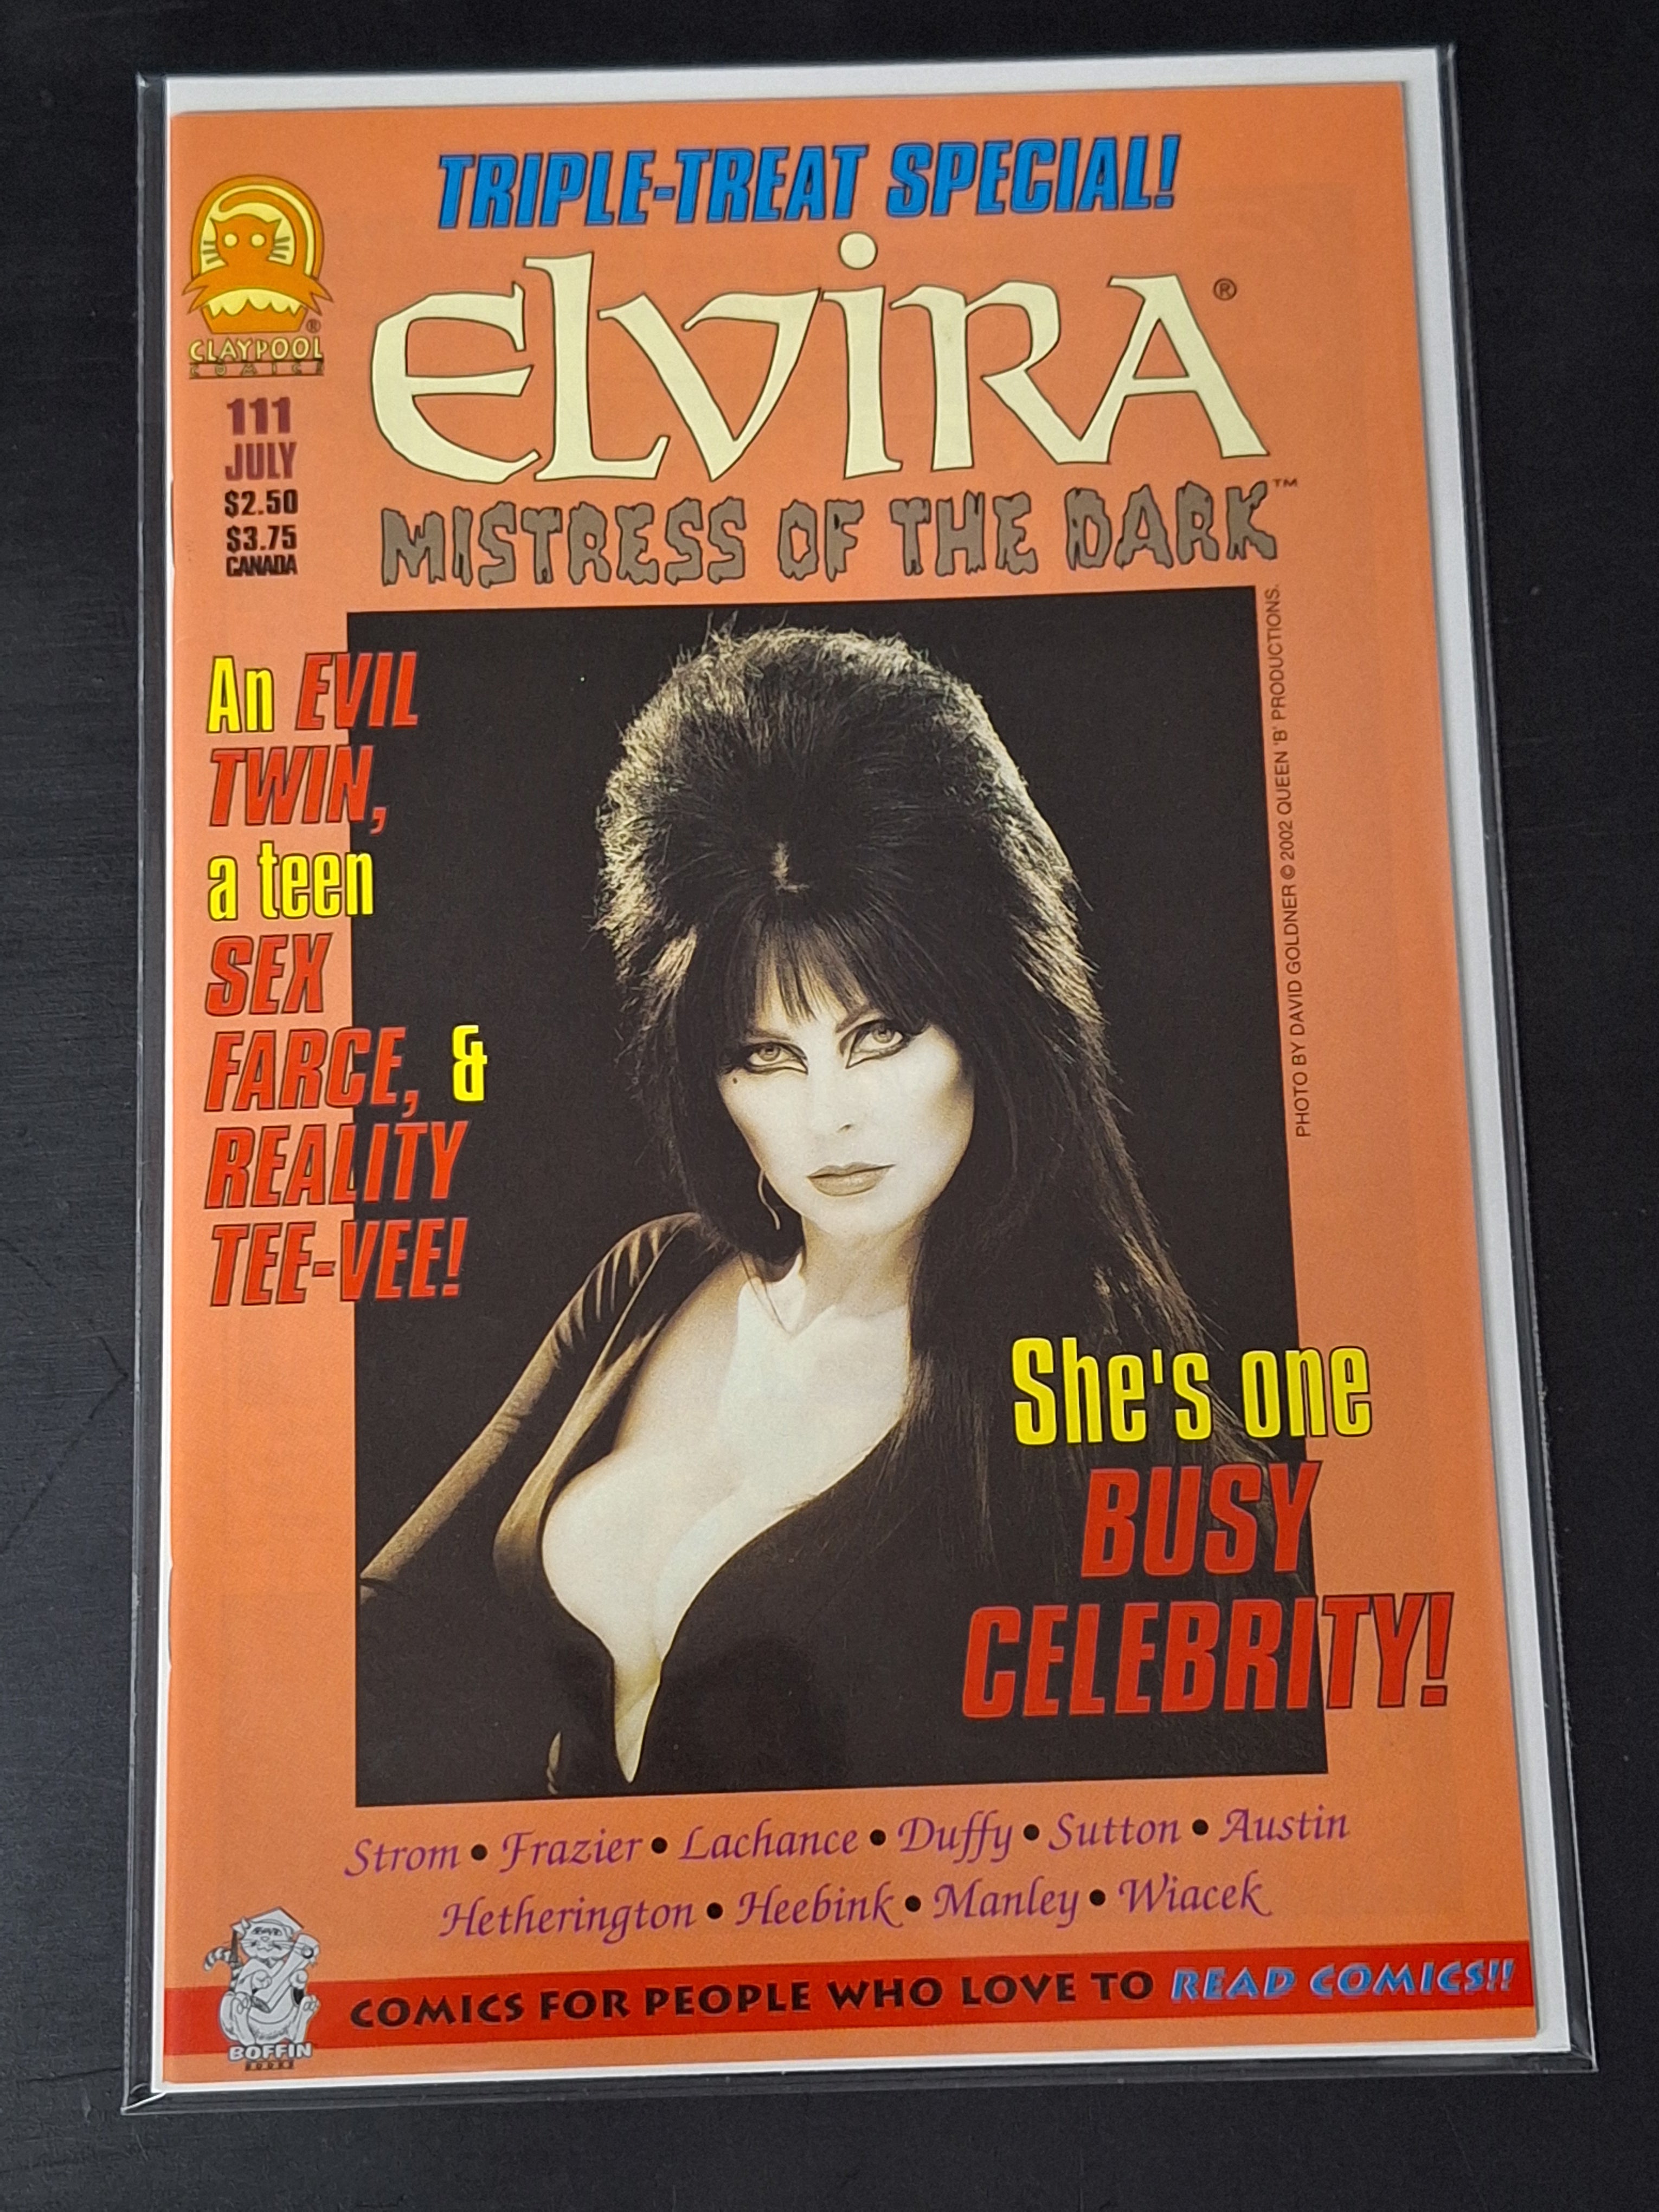 TRIPLE-TREAT SPECIAL!
ELVIRA®
MISTRESS OF THE DARK™
®
CLAYPOOL
COMICS
111
JULY
$2.50
$3.75
CANADA
An EVIL
TWIN,
a teen
SEX
FARCE, &
REALITY
TEE-VEE!
PHOTO BY DAVID GOLDNER © 2002 QUEEN 'B' PRODUCTIONS.
She's one
BUSY
CELEBRITY!
Strom • Frazier • Lachance • Duffy • Sutton • Austin
Hetherington • Heebink • Manley • Wiacek
BOFFIN
COMICS FOR PEOPLE WHO LOVE TO READ COMICS!!